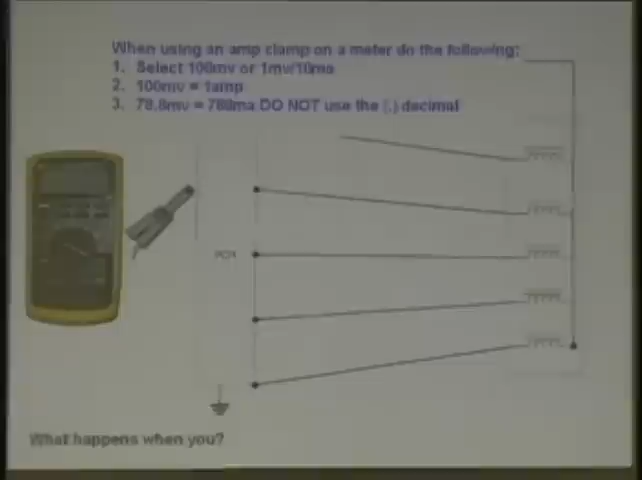 When using an amp clamp on a meter do the following:
1. Select 100mv or 1mv/10ma
2. 100mv = 1amp
3. 78.8mv = 788ma DO NOT use the (.) decimal
PCM
What happens when you?